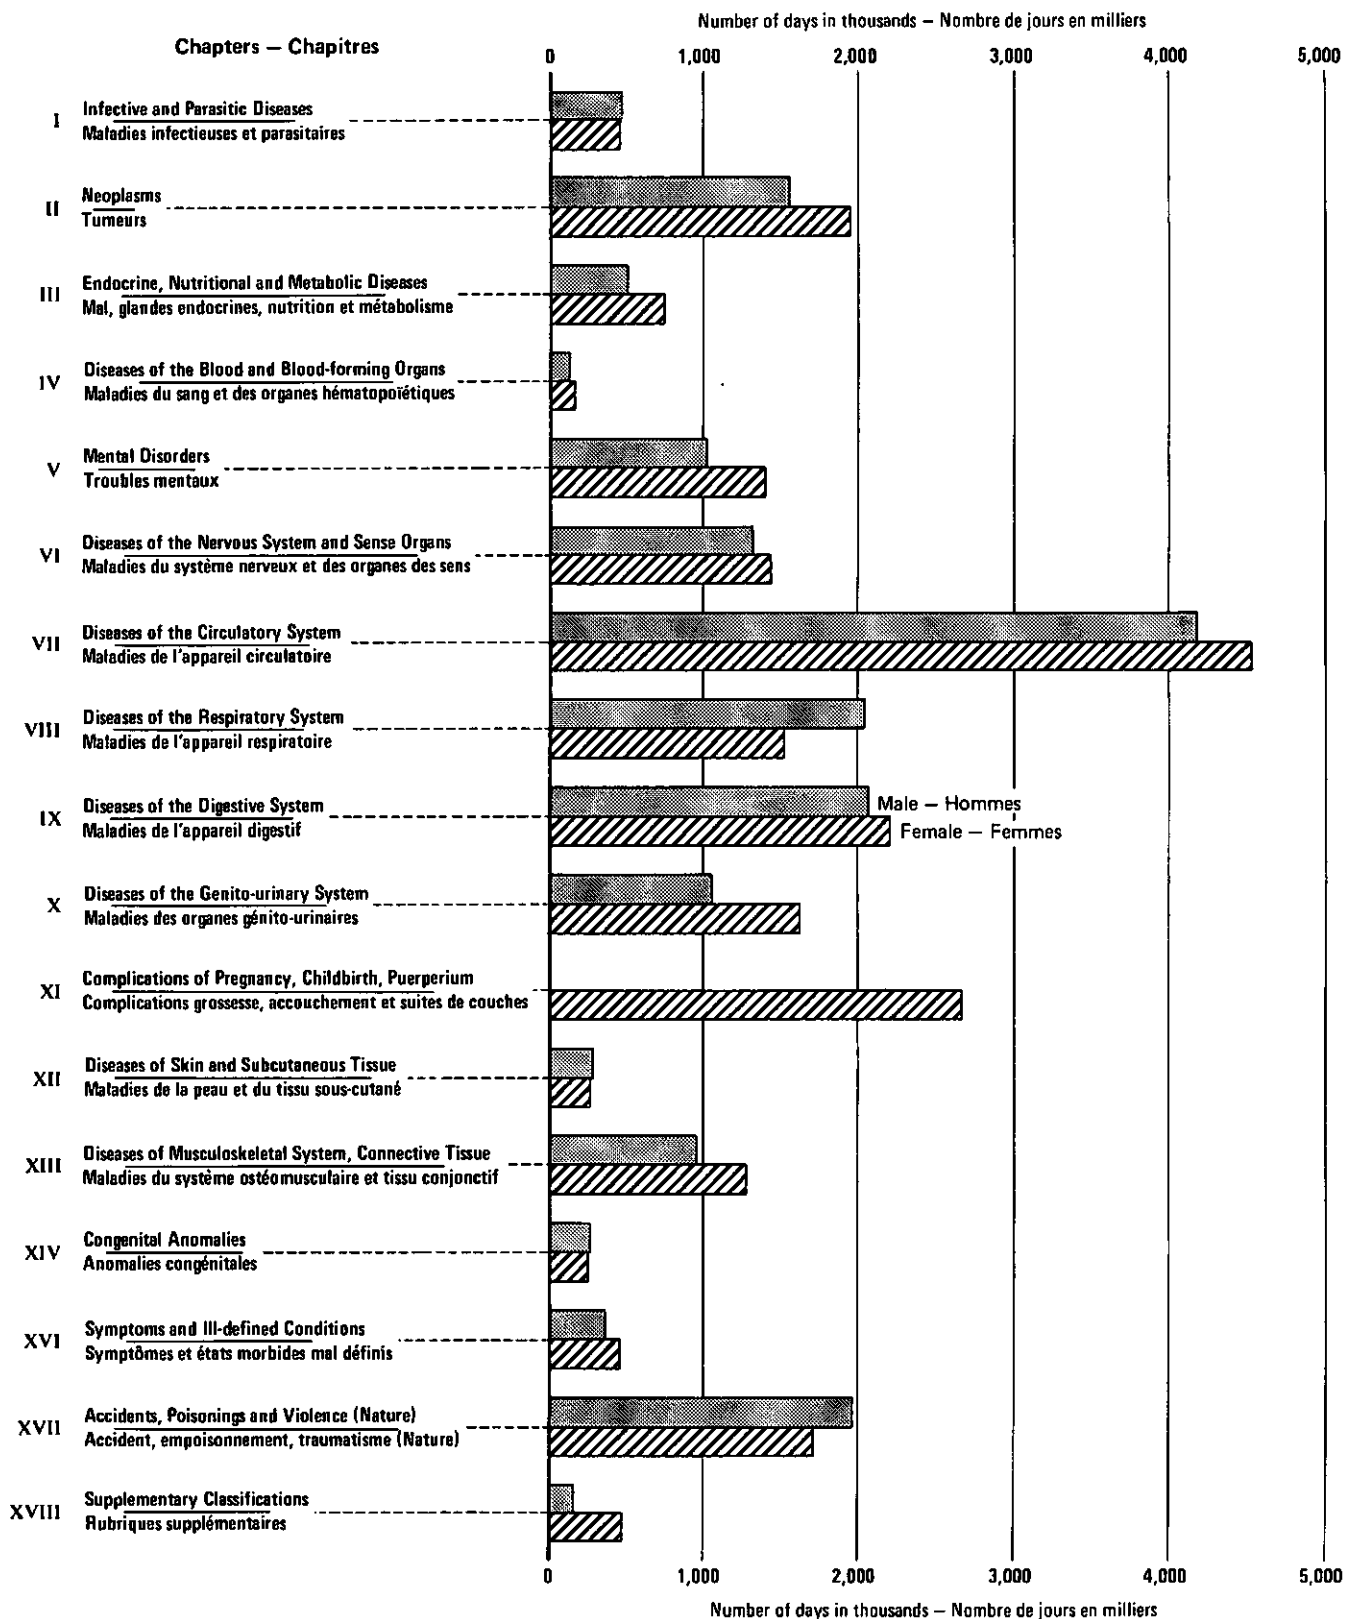 Number of days in thousands – Nombre de jours en milliers
Chapters – Chapitres
0 1,000 2,000 3,000 4,000 5,000
I
Infective and Parasitic Diseases
Maladies infectieuses et parasitaires
II
Neoplasms
Tumeurs
III
Endocrine, Nutritional and Metabolic Diseases
Mal, glandes endocrines, nutrition et métabolisme
IV
Diseases of the Blood and Blood-forming Organs
Maladies du sang et des organes hématopoïétiques
V
Mental Disorders
Troubles mentaux
VI
Diseases of the Nervous System and Sense Organs
Maladies du système nerveux et des organes des sens
VII
Diseases of the Circulatory System
Maladies de l'appareil circulatoire
VIII
Diseases of the Respiratory System
Maladies de l'appareil respiratoire
IX
Diseases of the Digestive System
Maladies de l'appareil digestif
Male – Hommes
Female – Femmes
X
Diseases of the Genito-urinary System
Maladies des organes génito-urinaires
XI
Complications of Pregnancy, Childbirth, Puerperium
Complications grossesse, accouchement et suites de couches
XII
Diseases of Skin and Subcutaneous Tissue
Maladies de la peau et du tissu sous-cutané
XIII
Diseases of Musculoskeletal System, Connective Tissue
Maladies du système ostéomusculaire et tissu conjonctif
XIV
Congenital Anomalies
Anomalies congénitales
XVI
Symptoms and Ill-defined Conditions
Symptômes et états morbides mal définis
XVII
Accidents, Poisonings and Violence (Nature)
Accident, empoisonnement, traumatisme (Nature)
XVIII
Supplementary Classifications
Rubriques supplémentaires
0 1,000 2,000 3,000 4,000 5,000
Number of days in thousands – Nombre de jours en milliers